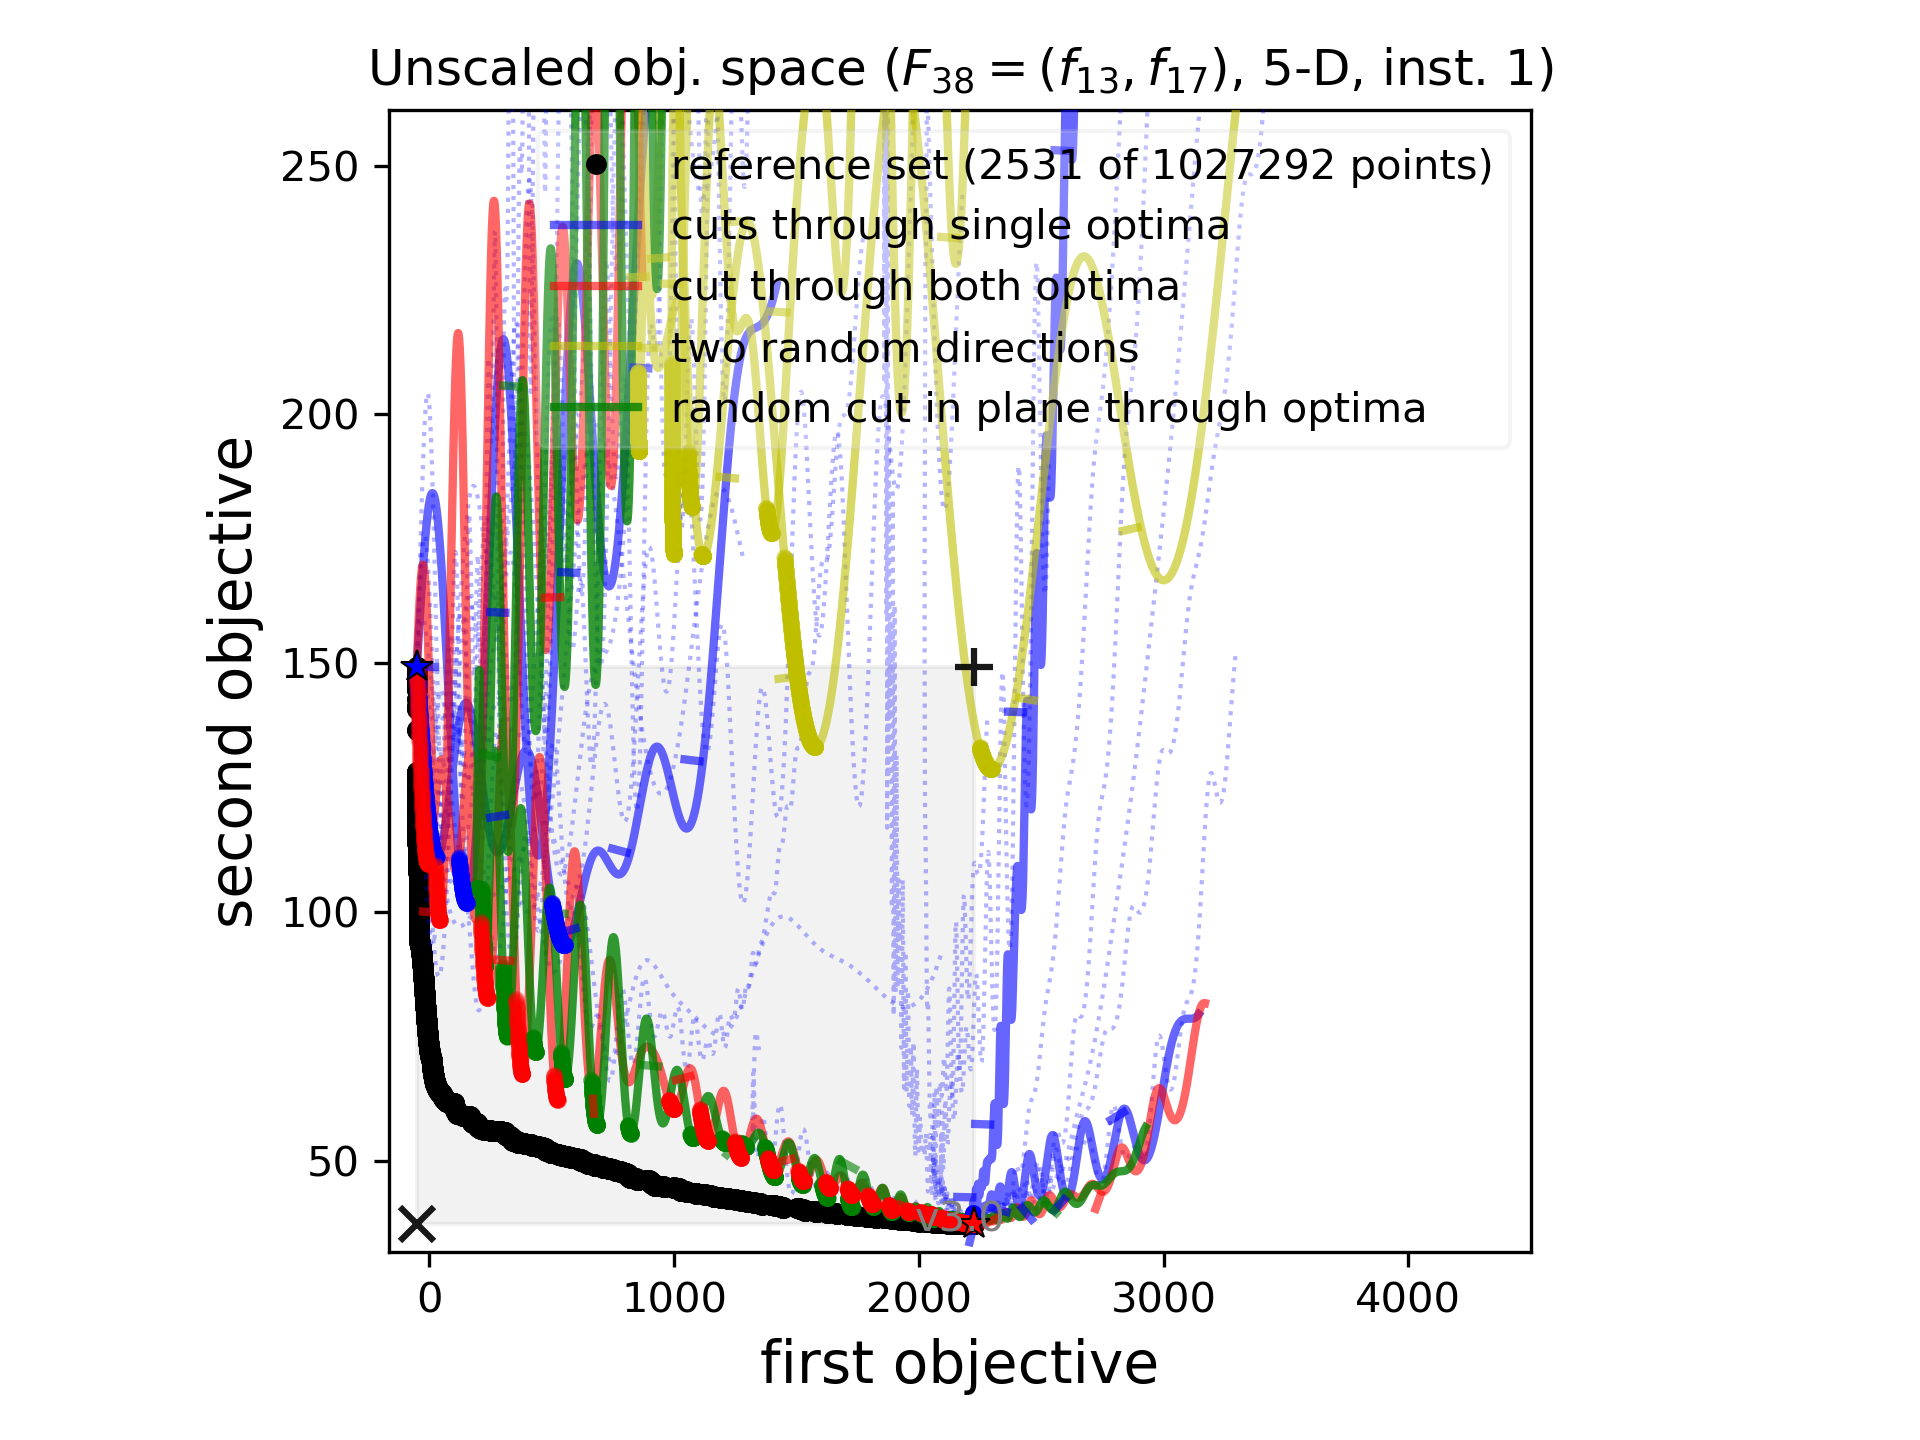 Unscaled obj. space (F38 = (f13, f17), 5-D, inst. 1)
250
200
150
100
50
second objective
reference set (2531 of 1027292 points)
cuts through single optima
cut through both optima
two random directions
random cut in plane through optima
v3.0
0 1000 2000 3000 4000
first objective